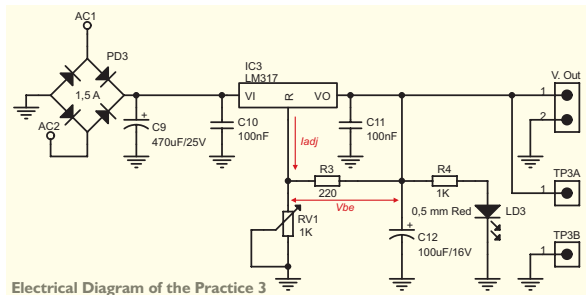 AC1
PD3
1,5 A
AC2
C9
470uF/25V
C10
100nF
IC3
LM317
VI
R
VO
Iadj
C11
100nF
R3
220
Vbe
RV1
1K
R4
1K
0,5 mm Red
LD3
C12
100uF/16V
V. Out
1
2
TP3A
1
TP3B
1
Electrical Diagram of the Practice 3